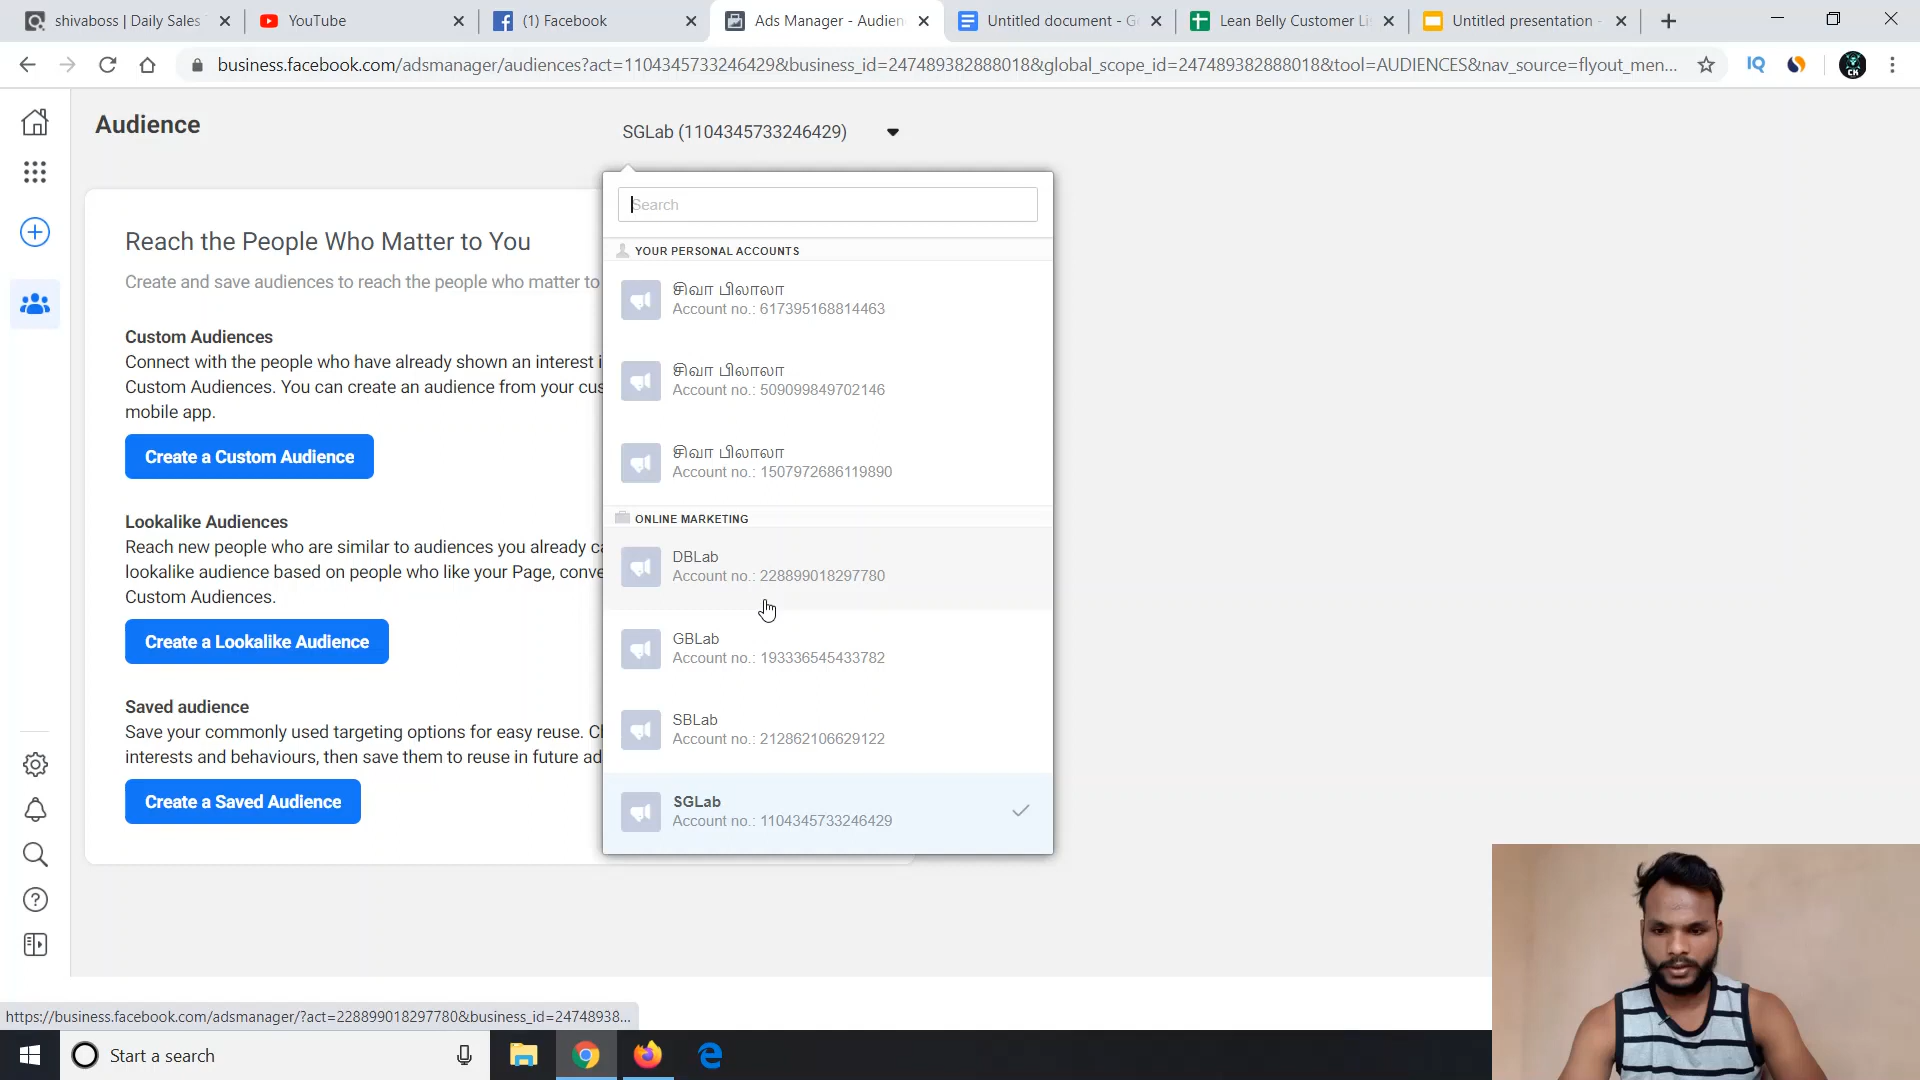 shivaboss | Daily Sales
YouTube
(1) Facebook
Ads Manager - Audien
Untitled document - G
Lean Belly Customer Li
Untitled presentation -
business.facebook.com/adsmanager/audiences?act=1104345733246429&business_id=247489382888018&global_scope_id=247489382888018&tool=AUDIENCES&nav_source=flyout_men...
IQ
CK
Audience
SGLab (1104345733246429)
Search
YOUR PERSONAL ACCOUNTS
சிவா பிலாலா
Account no.: 617395168814463
சிவா பிலாலா
Account no.: 509099849702146
சிவா பிலாலா
Account no.: 1507972686119890
ONLINE MARKETING
DBLab
Account no.: 228899018297780
GBLab
Account no.: 193336545433782
SBLab
Account no.: 212862106629122
SGLab
Account no.: 1104345733246429
Reach the People Who Matter to You
Create and save audiences to reach the people who matter to
Custom Audiences
Connect with the people who have already shown an interest i
Custom Audiences. You can create an audience from your cus
mobile app.
Create a Custom Audience
Lookalike Audiences
Reach new people who are similar to audiences you already c
lookalike audience based on people who like your Page, conve
Custom Audiences.
Create a Lookalike Audience
Saved audience
Save your commonly used targeting options for easy reuse. Cl
interests and behaviours, then save them to reuse in future ad
Create a Saved Audience
https://business.facebook.com/adsmanager/?act=228899018297780&business_id=24748938...
Start a search